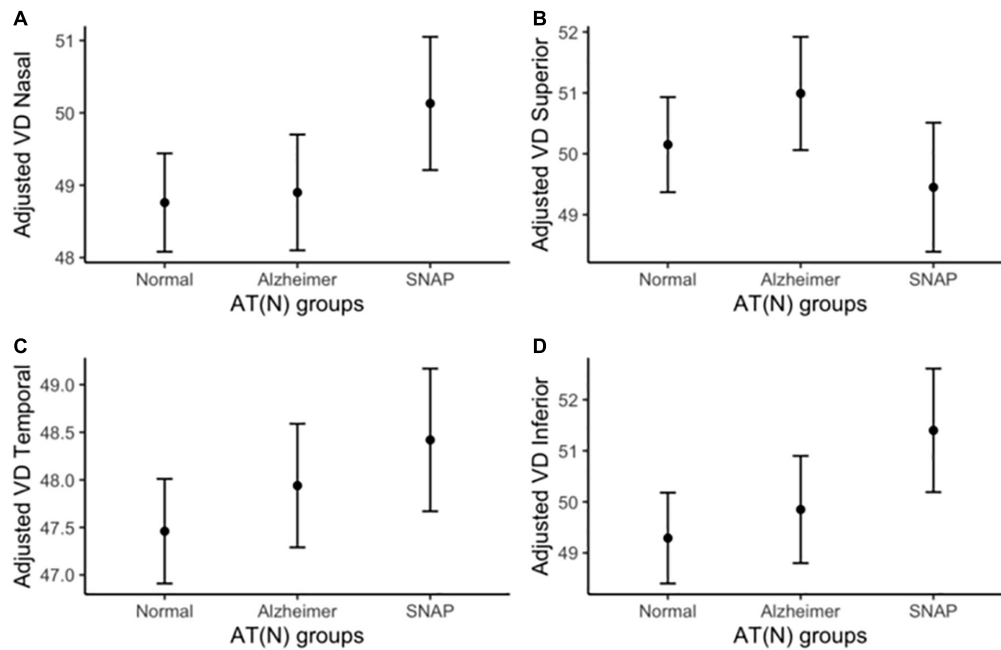 A
Adjusted VD Nasal
51
50
49
48
Normal Alzheimer SNAP
AT(N) groups
B
Adjusted VD Superior
52
51
50
49
Normal Alzheimer SNAP
AT(N) groups
C
Adjusted VD Temporal
49.0
48.5
48.0
47.5
47.0
Normal Alzheimer SNAP
AT(N) groups
D
Adjusted VD Inferior
52
51
50
49
Normal Alzheimer SNAP
AT(N) groups